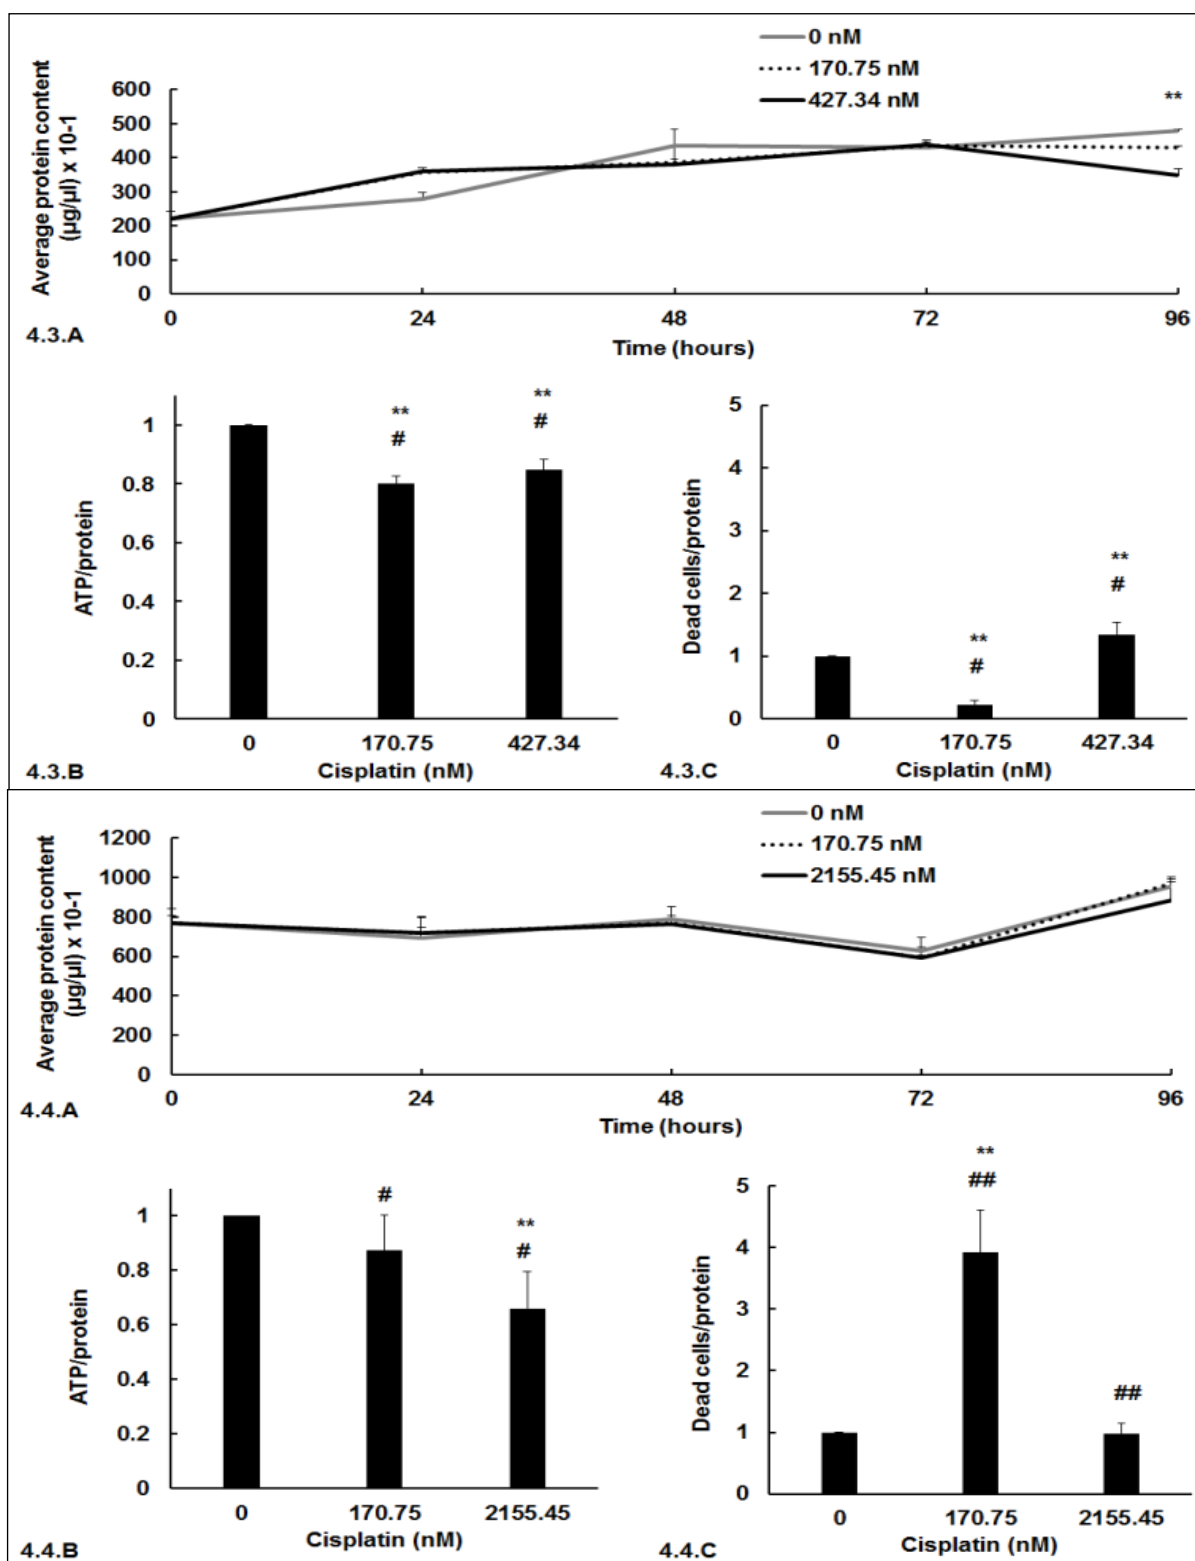 0 nM
170.75 nM
427.34 nM
**
Average protein content
(µg/µl) x 10-1
600
500
400
300
200
100
0
0 24 48 72 96
Time (hours)
4.3.A
ATP/protein
1
0.8
0.6
0.4
0.2
0
**
#
**
#
0 170.75 427.34
Cisplatin (nM)
4.3.B
Dead cells/protein
5
4
3
2
1
0
**
#
**
#
0 170.75 427.34
Cisplatin (nM)
4.3.C
0 nM
170.75 nM
2155.45 nM
Average protein content
(µg/µl) x 10-1
1200
1000
800
600
400
200
0
0 24 48 72 96
Time (hours)
4.4.A
ATP/protein
1
0.8
0.6
0.4
0.2
0
#
**
#
0 170.75 2155.45
Cisplatin (nM)
4.4.B
Dead cells/protein
5
4
3
2
1
0
**
##
##
0 170.75 2155.45
Cisplatin (nM)
4.4.C